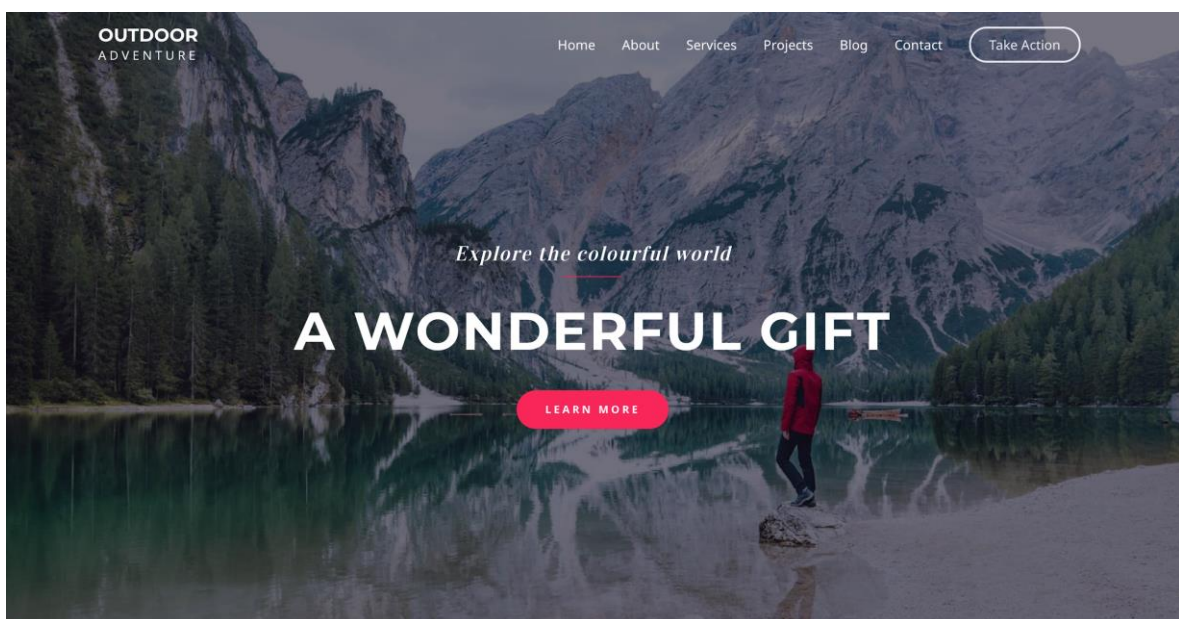 OUTDOOR
ADVENTURE
Home About Services Projects Blog Contact Take Action
Explore the colourful world
A WONDERFUL GIFT
LEARN MORE